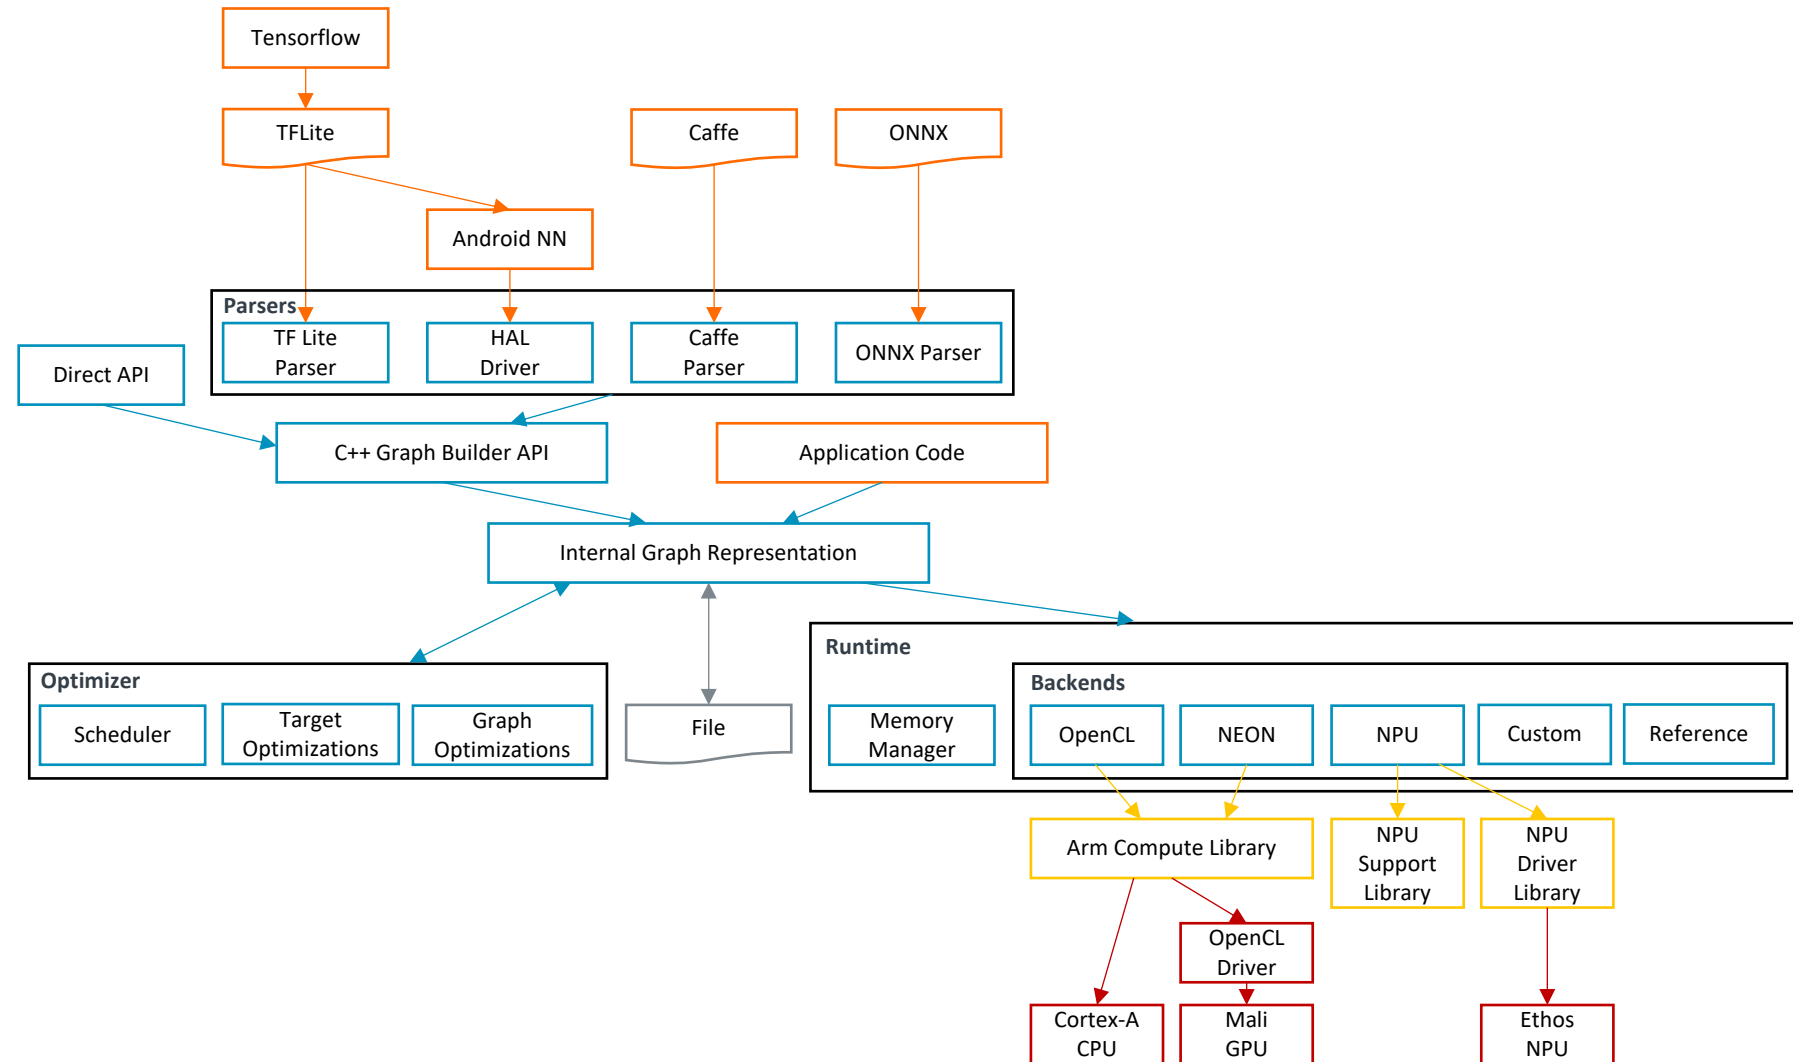 Tensorflow
TFLite
Caffe
ONNX
Android NN
Parsers
TF Lite
Parser
HAL
Driver
Caffe
Parser
ONNX Parser
Direct API
C++ Graph Builder API
Application Code
Internal Graph Representation
Runtime
Optimizer
Scheduler
Target
Optimizations
Graph
Optimizations
File
Memory
Manager
Backends
OpenCL
NEON
NPU
Custom
Reference
Arm Compute Library
NPU
Support
Library
NPU
Driver
Library
OpenCL
Driver
Cortex-A
CPU
Mali
GPU
Ethos
NPU